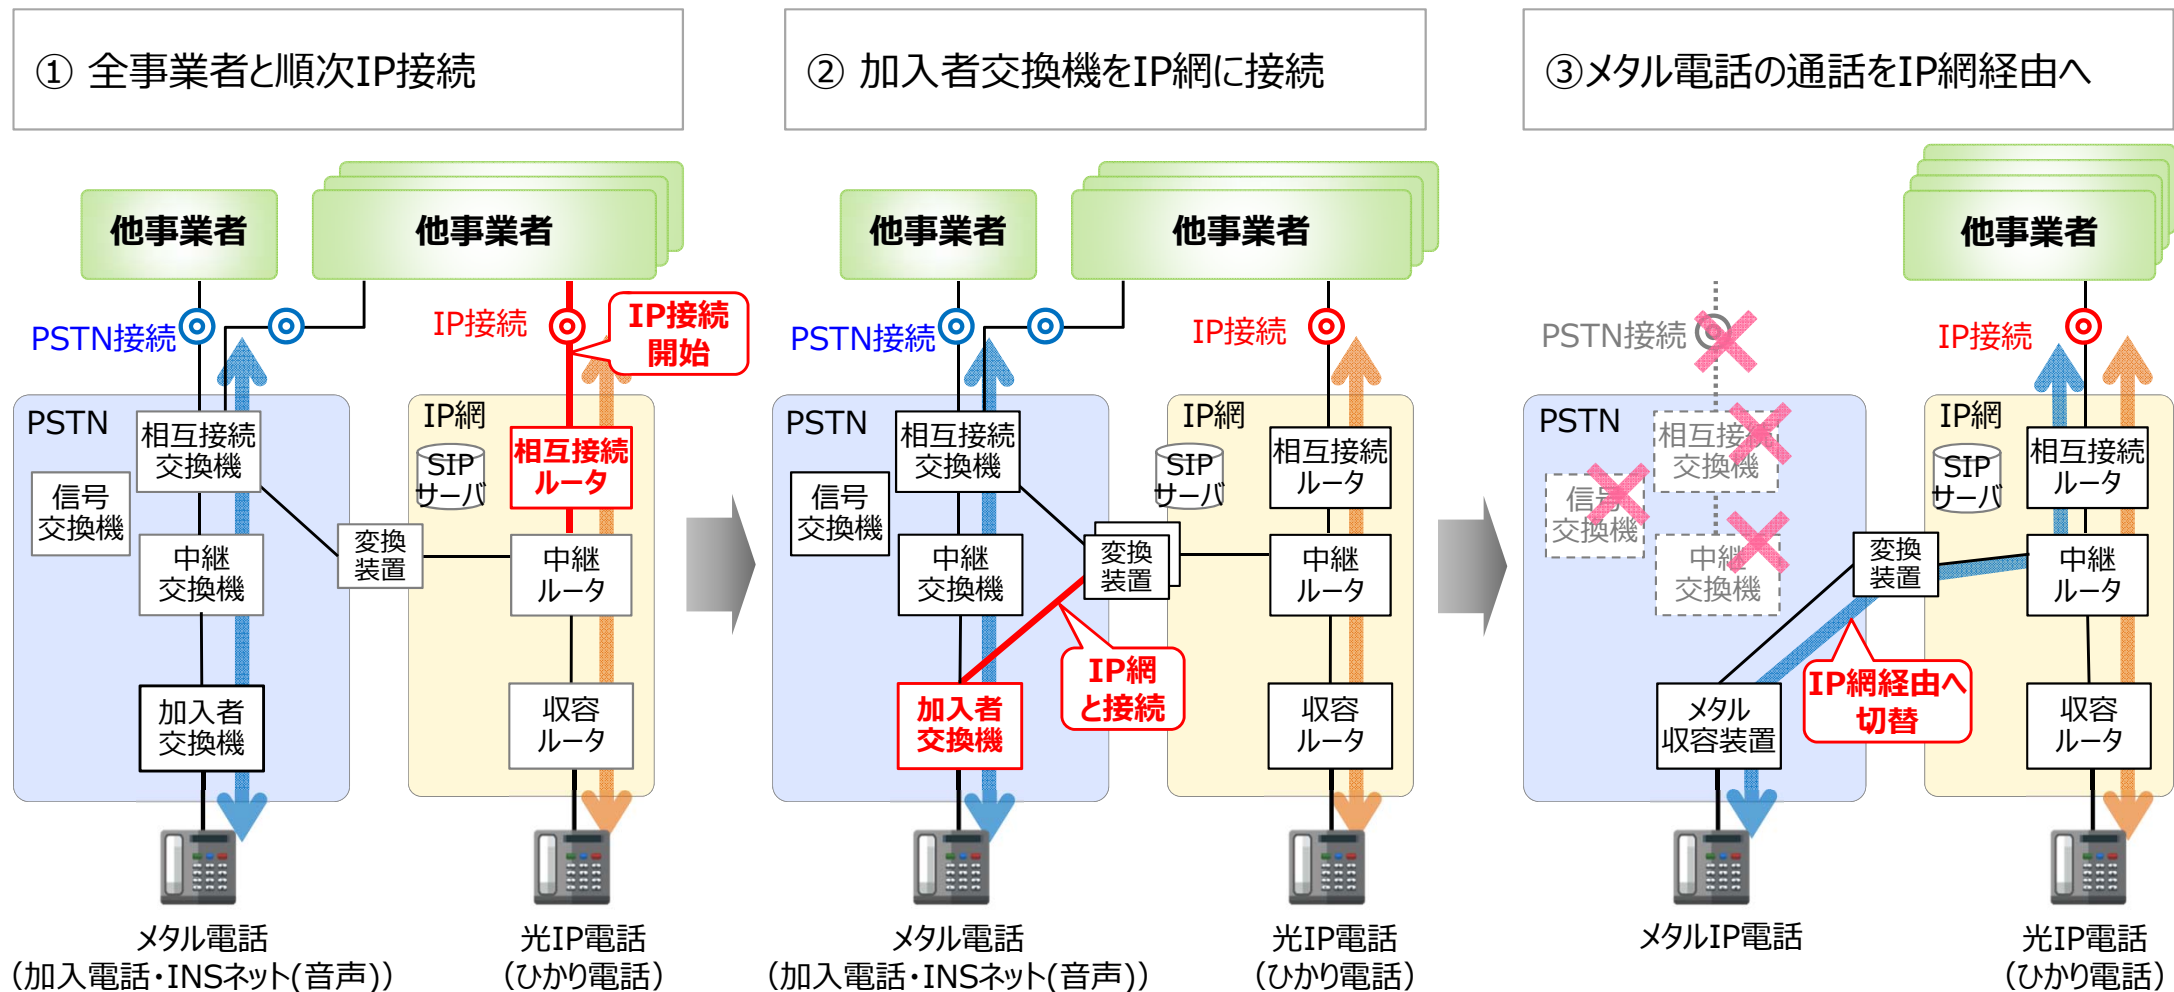 ① 全事業者と順次IP接続
他事業者
他事業者
PSTN接続
IP接続
IP接続
開始
PSTN
IP網
相互接続
交換機
信号
交換機
中継
交換機
加入者
交換機
変換
装置
SIP
サーバ
相互接続
ルータ
中継
ルータ
収容
ルータ
メタル電話
（加入電話・INSネット(音声)）
光IP電話
（ひかり電話）
② 加入者交換機をIP網に接続
他事業者
他事業者
PSTN接続
IP接続
PSTN
IP網
相互接続
交換機
信号
交換機
中継
交換機
加入者
交換機
変換
装置
IP網
と接続
SIP
サーバ
相互接続
ルータ
中継
ルータ
収容
ルータ
メタル電話
（加入電話・INSネット(音声)）
光IP電話
（ひかり電話）
③メタル電話の通話をIP網経由へ
他事業者
PSTN接続
IP接続
PSTN
IP網
相互接続
交換機
信号
交換機
中継
交換機
メタル
収容装置
変換
装置
IP網経由へ
切替
SIP
サーバ
相互接続
ルータ
中継
ルータ
収容
ルータ
メタルIP電話
光IP電話
（ひかり電話）